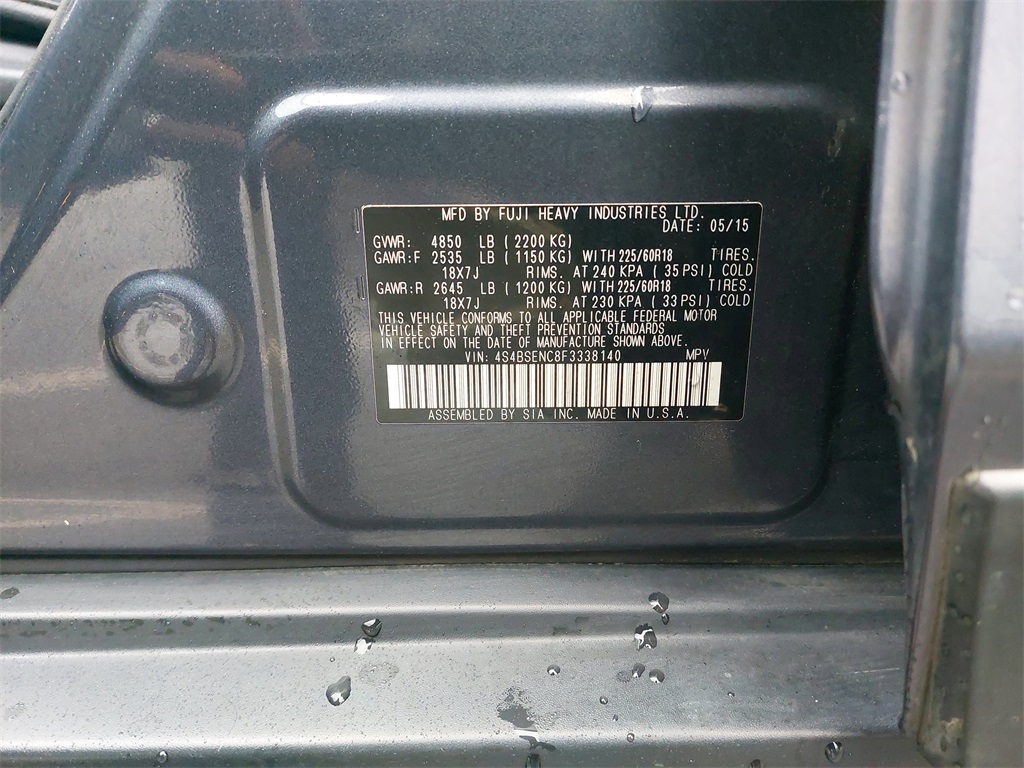 MFD BY FUJI HEAVY INDUSTRIES LTD.
DATE: 05/15
GVWR: 4850 LB (2200 KG)
GAWR:F 2535 LB (1150 KG) WITH 225/60R18 TIRES.
18X7J RIMS. AT 240 KPA (35 PSI) COLD
GAWR:R 2645 LB (1200 KG) WITH 225/60R18 TIRES.
18X7J RIMS. AT 230 KPA (33 PSI) COLD
THIS VEHICLE CONFORMS TO ALL APPLICABLE FEDERAL MOTOR
VEHICLE SAFETY AND THEFT PREVENTION STANDARDS
IN EFFECT ON THE DATE OF MANUFACTURE SHOWN ABOVE.
VIN: 4S4BSENC8F3338140 MPV
ASSEMBLED BY SIA INC. MADE IN U.S.A.